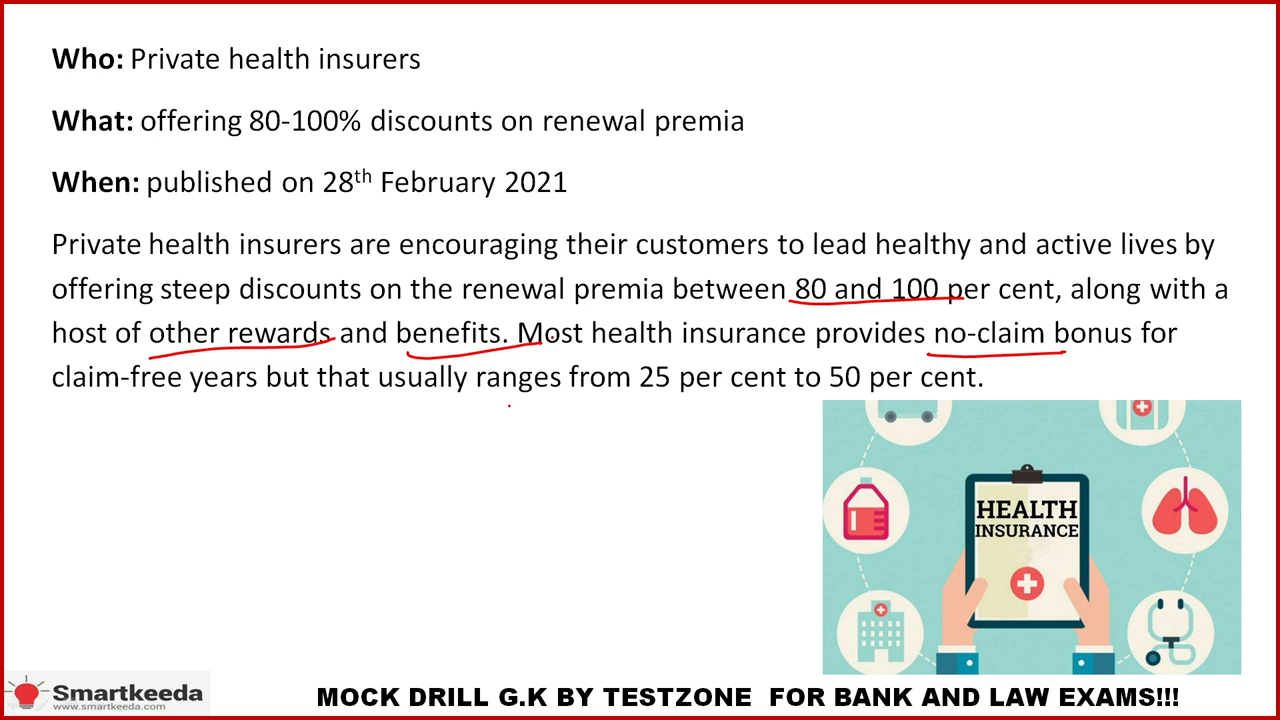 Who: Private health insurers
What: offering 80-100% discounts on renewal premia
When: published on 28th February 2021
Private health insurers are encouraging their customers to lead healthy and active lives by
offering steep discounts on the renewal premia between 80 and 100 per cent, along with a
host of other rewards and benefits. Most health insurance provides no-claim bonus for
claim-free years but that usually ranges from 25 per cent to 50 per cent.
HEALTH
INSURANCE
Smartkeeda
www.smartkeeda.com
MOCK DRILL G.K BY TESTZONE FOR BANK AND LAW EXAMS!!!